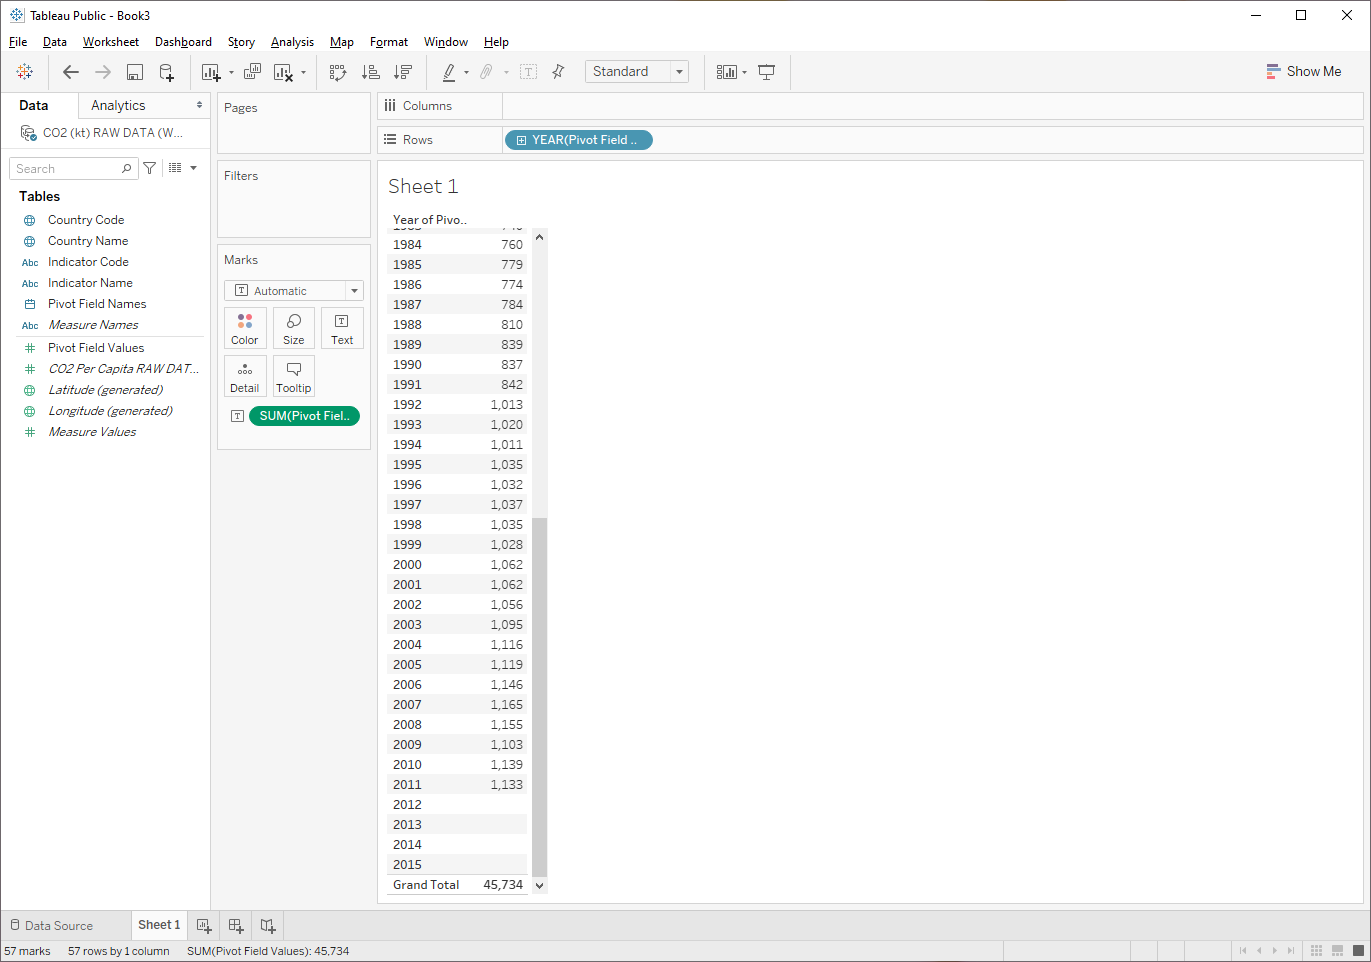 Tableau Public - Book3
File Data Worksheet Dashboard Story Analysis Map Format Window Help
Standard
Show Me
Data Analytics
CO2 (kt) RAW DATA (W...
Search
Tables
Country Code
Country Name
Abc Indicator Code
Abc Indicator Name
Pivot Field Names
Abc Measure Names
Pivot Field Values
CO2 Per Capita RAW DAT...
Latitude (generated)
Longitude (generated)
Measure Values
Pages
Filters
Marks
Automatic
Color Size Text
Detail Tooltip
SUM(Pivot Fiel..
Columns
Rows YEAR(Pivot Field ..
Sheet 1
Year of Pivo..
1984 760
1985 779
1986 774
1987 784
1988 810
1989 839
1990 837
1991 842
1992 1,013
1993 1,020
1994 1,011
1995 1,035
1996 1,032
1997 1,037
1998 1,035
1999 1,028
2000 1,062
2001 1,062
2002 1,056
2003 1,095
2004 1,116
2005 1,119
2006 1,146
2007 1,165
2008 1,155
2009 1,103
2010 1,139
2011 1,133
2012
2013
2014
2015
Grand Total 45,734
Data Source Sheet 1
57 marks 57 rows by 1 column SUM(Pivot Field Values): 45,734